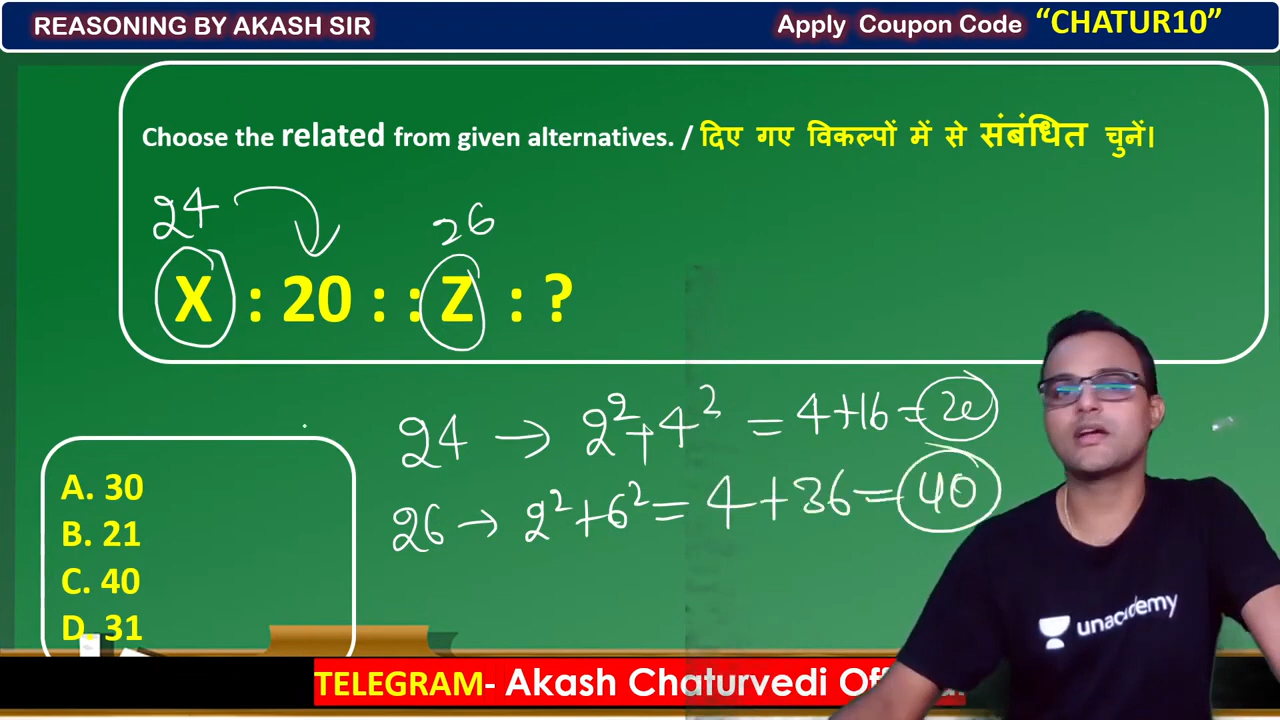 REASONING BY AKASH SIR
Apply Coupon Code “CHATUR10”
Choose the related from given alternatives. / दिए गए विकल्पों में से संबंधित चुनें।
24
26
X : 20 : : Z : ?
24 → 2² + 4² = 4+16 = 20
26 → 2² + 6² = 4 + 36 = 40
A. 30
B. 21
C. 40
D. 31
unacademy
TELEGRAM- Akash Chaturvedi